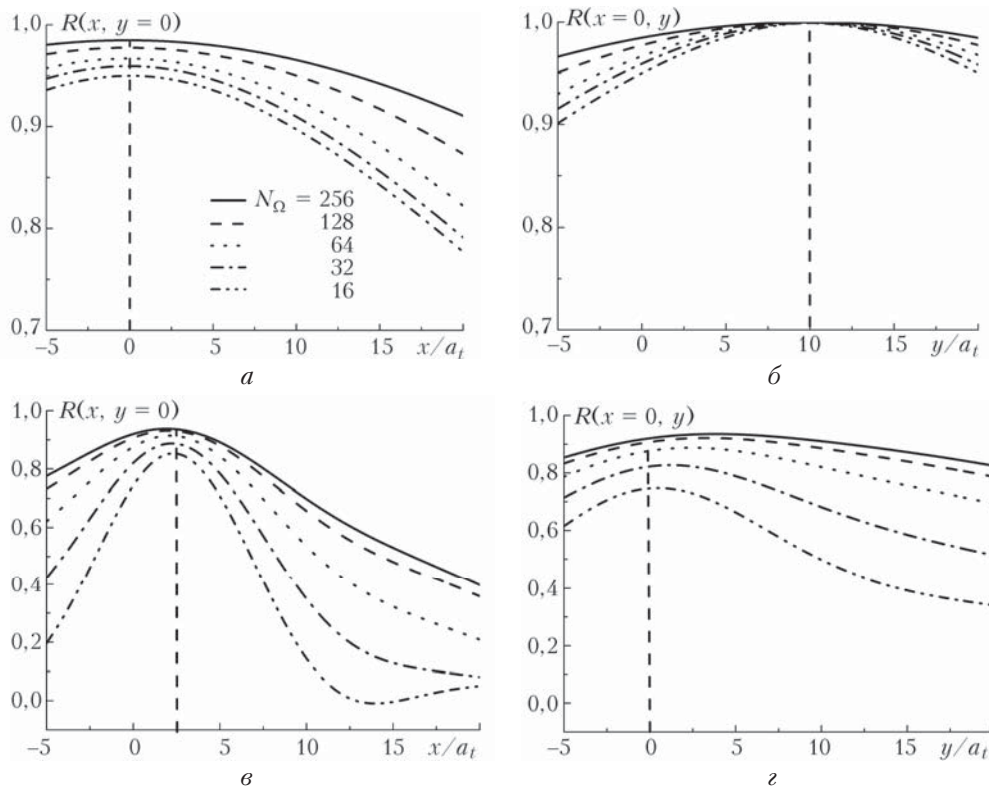 1,0
R(x, y = 0)
0,9
0,8
0,7
N_Ω = 256
128
64
32
16
–5 0 5 10 15 x/a_t
а
1,0
R(x = 0, y)
0,9
0,8
0,7
–5 0 5 10 15 y/a_t
б
1,0
R(x, y = 0)
0,8
0,6
0,4
0,2
0,0
–5 0 5 10 15 x/a_t
в
1,0
R(x = 0, y)
0,8
0,6
0,4
0,2
0,0
–5 0 5 10 15 y/a_t
г